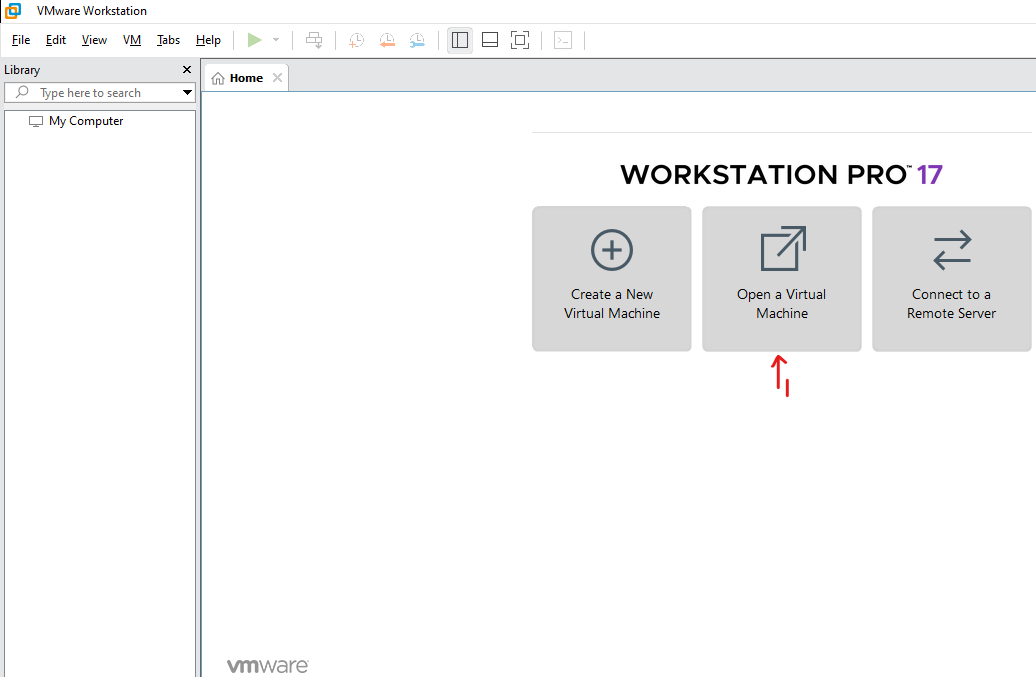 VMware Workstation
File Edit View VM Tabs Help
Library
Type here to search
My Computer
Home
WORKSTATION PRO™ 17
Create a New
Virtual Machine
Open a Virtual
Machine
Connect to a
Remote Server
1
vmware